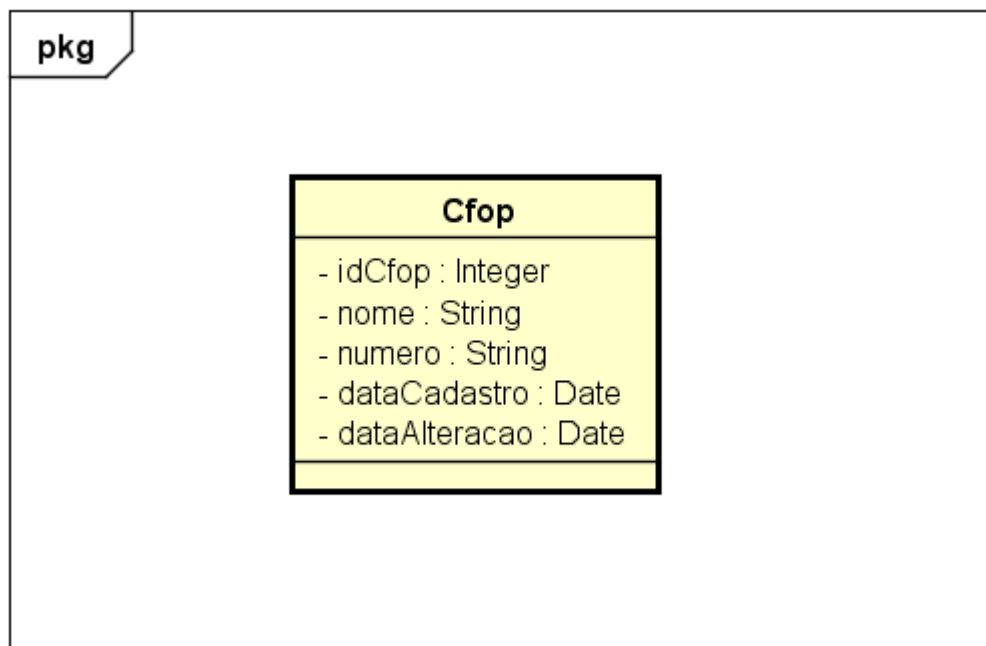 pkg
Cfop
- idCfop : Integer
- nome : String
- numero : String
- dataCadastro : Date
- dataAlteracao : Date